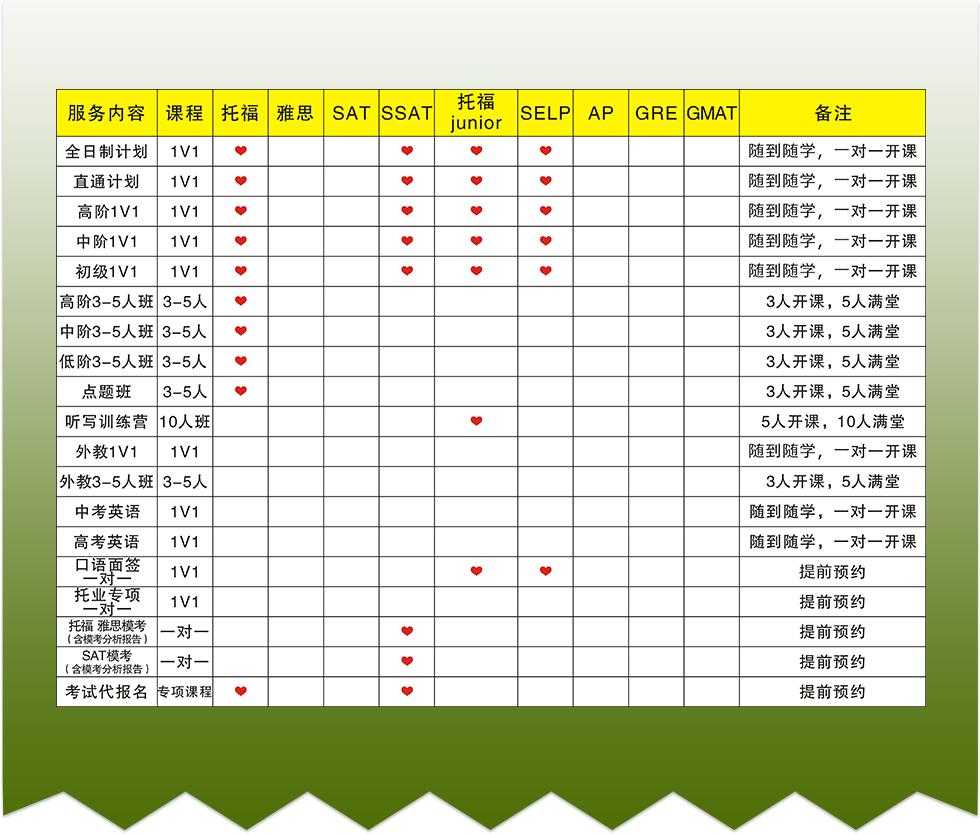 服务内容 课程 托福 雅思 SAT SSAT 托福 junior SELP AP GRE GMAT 备注
全日制计划 1V1 ❤ ❤ ❤ ❤ 随到随学，一对一开课
直通计划 1V1 ❤ ❤ ❤ ❤ 随到随学，一对一开课
高阶1V1 1V1 ❤ ❤ ❤ ❤ 随到随学，一对一开课
中阶1V1 1V1 ❤ ❤ ❤ ❤ 随到随学，一对一开课
初级1V1 1V1 ❤ ❤ ❤ ❤ 随到随学，一对一开课
高阶3-5人班 3-5人 ❤ 3人开课，5人满堂
中阶3-5人班 3-5人 ❤ 3人开课，5人满堂
低阶3-5人班 3-5人 ❤ 3人开课，5人满堂
点题班 3-5人 ❤ 3人开课，5人满堂
听写训练营 10人班 ❤ 5人开课，10人满堂
外教1V1 1V1 随到随学，一对一开课
外教3-5人班 3-5人 3人开课，5人满堂
中考英语 1V1 随到随学，一对一开课
高考英语 1V1 随到随学，一对一开课
口语面签
一对一 1V1 ❤ ❤ 提前预约
托业专项
一对一 1V1 提前预约
托福 雅思模考
（含模考分析报告） 一对一 ❤ 提前预约
SAT模考
（含模考分析报告） 一对一 ❤ 提前预约
考试代报名 专项课程 ❤ ❤ 提前预约